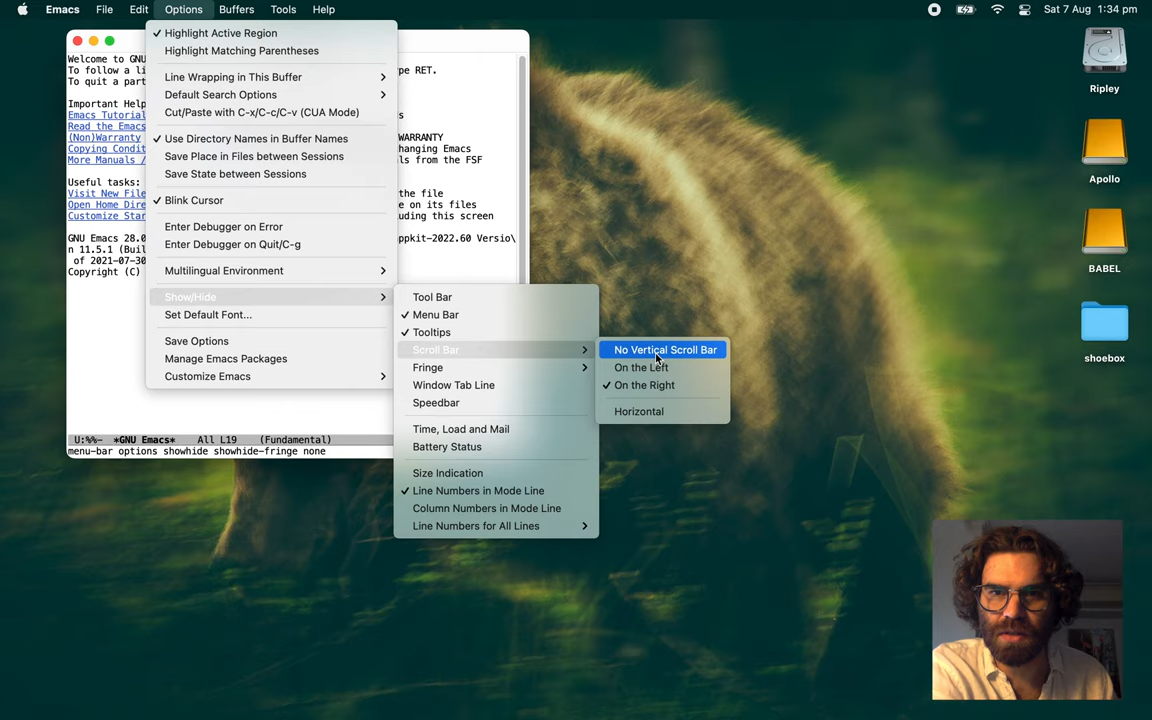 Emacs File Edit Options Buffers Tools Help Sat 7 Aug 1:34 pm
Welcome to GNU
To follow a li pe RET.
To quit a part
Important Help
Emacs Tutorial s
Read the Emacs
(Non)Warranty WARRANTY
Copying Condit hanging Emacs
More Manuals / ls from the FSF
Useful tasks:
Visit New File the file
Open Home Dire e on its files
Customize Star uding this screen
GNU Emacs 28.0 ppkit-2022.60 Versio\
n 11.5.1 (Buil
of 2021-07-30
Copyright (C)
U:%%- *GNU Emacs* All L19 (Fundamental)
menu-bar options showhide showhide-fringe none
✓ Highlight Active Region
Highlight Matching Parentheses
Line Wrapping in This Buffer >
Default Search Options >
Cut/Paste with C-x/C-c/C-v (CUA Mode)
✓ Use Directory Names in Buffer Names
Save Place in Files between Sessions
Save State between Sessions
✓ Blink Cursor
Enter Debugger on Error
Enter Debugger on Quit/C-g
Multilingual Environment >
Show/Hide >
Set Default Font...
Save Options
Manage Emacs Packages
Customize Emacs >
Tool Bar
✓ Menu Bar
✓ Tooltips
Scroll Bar >
Fringe >
Window Tab Line
Speedbar
Time, Load and Mail
Battery Status
Size Indication
✓ Line Numbers in Mode Line
Column Numbers in Mode Line
Line Numbers for All Lines >
No Vertical Scroll Bar
On the Left
✓ On the Right
Horizontal
Ripley
Apollo
BABEL
shoebox